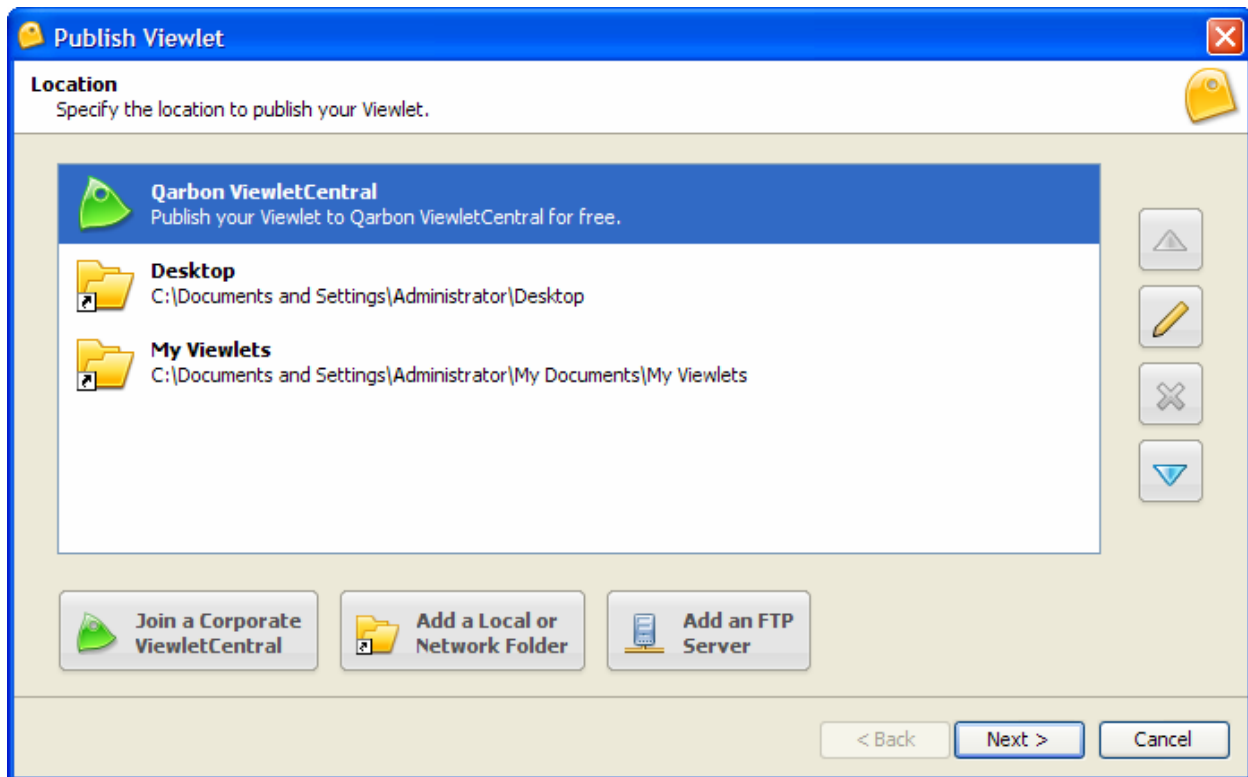 Publish Viewlet
Location
Specify the location to publish your Viewlet.
Qarbon ViewletCentral
Publish your Viewlet to Qarbon ViewletCentral for free.
Desktop
C:\Documents and Settings\Administrator\Desktop
My Viewlets
C:\Documents and Settings\Administrator\My Documents\My Viewlets
Join a Corporate
ViewletCentral
Add a Local or
Network Folder
Add an FTP
Server
< Back
Next >
Cancel